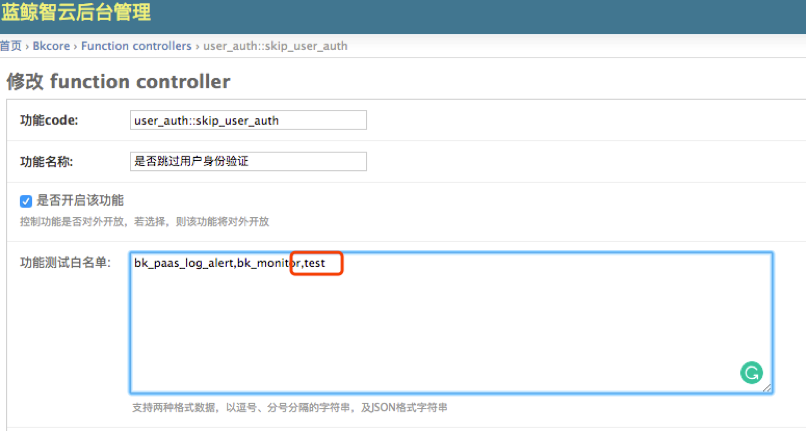 蓝鲸智云后台管理
首页 › Bkcore › Function controllers › user_auth::skip_user_auth
修改 function controller
功能code: user_auth::skip_user_auth
功能名称: 是否跳过用户身份验证
是否开启该功能
控制功能是否对外开放，若选择，则该功能将对外开放
功能测试白名单: bk_paas_log_alert,bk_monitor,test
支持两种格式数据，以逗号、分号分隔的字符串，及JSON格式字符串